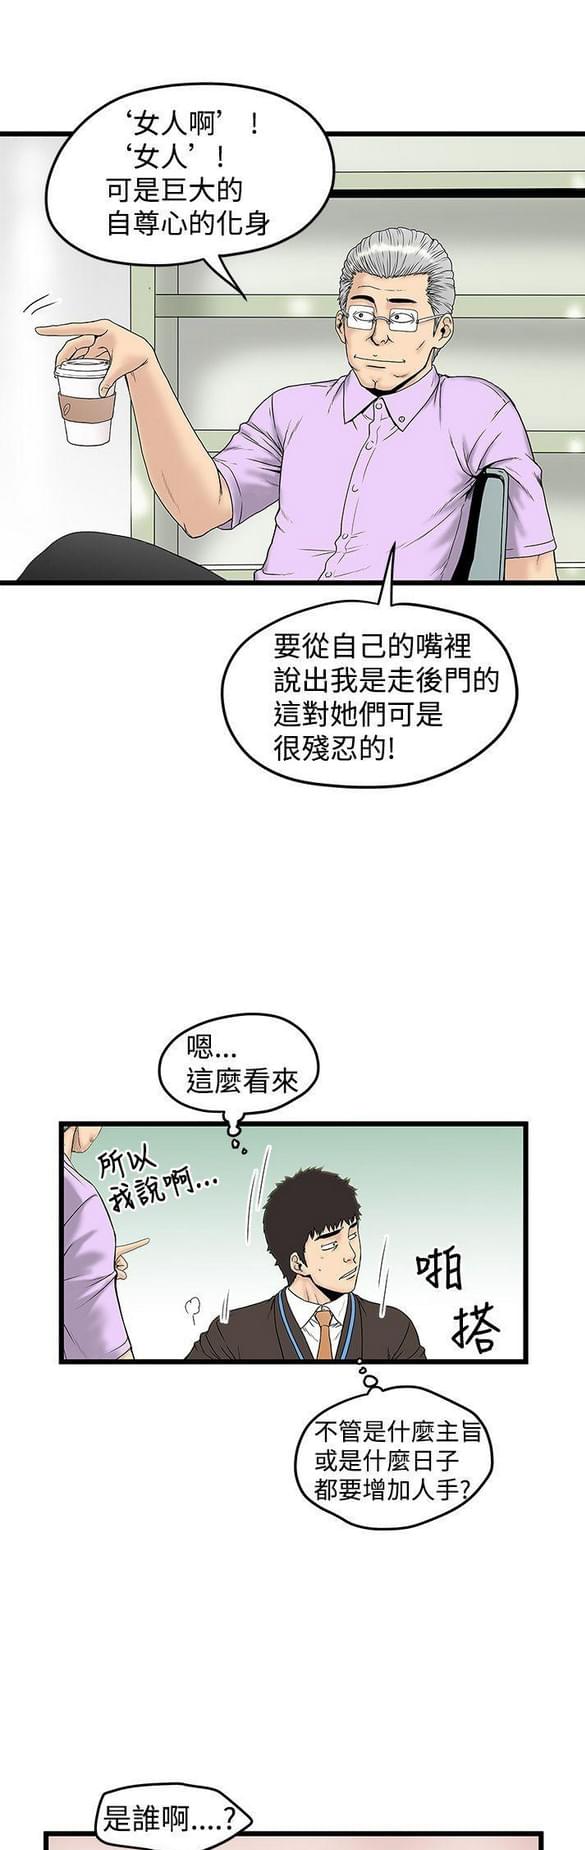 ‘女人啊’！
‘女人’！
可是巨大的
自尊心的化身
要從自己的嘴裡
說出我是走後門的
這對她們可是
很殘忍的!
嗯...
這麼看來
所以
我說啊...
啪
搭
不管是什麼主旨
或是什麼日子
都要增加人手?
是誰啊....?